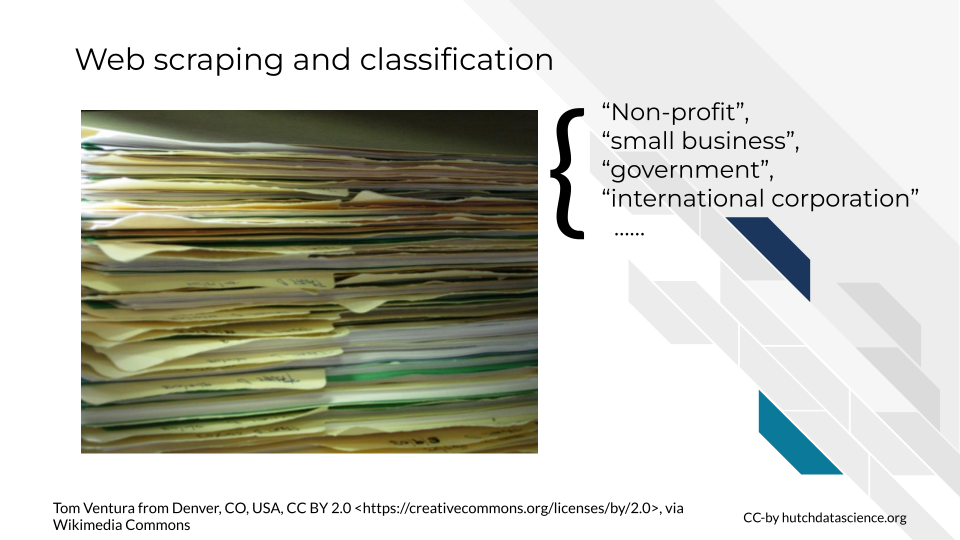 Web scraping and classification
{
“Non-profit”,
“small business”,
“government”,
“international corporation”
......
Tom Ventura from Denver, CO, USA, CC BY 2.0 <https://creativecommons.org/licenses/by/2.0>, via
Wikimedia Commons
CC-by hutchdatascience.org